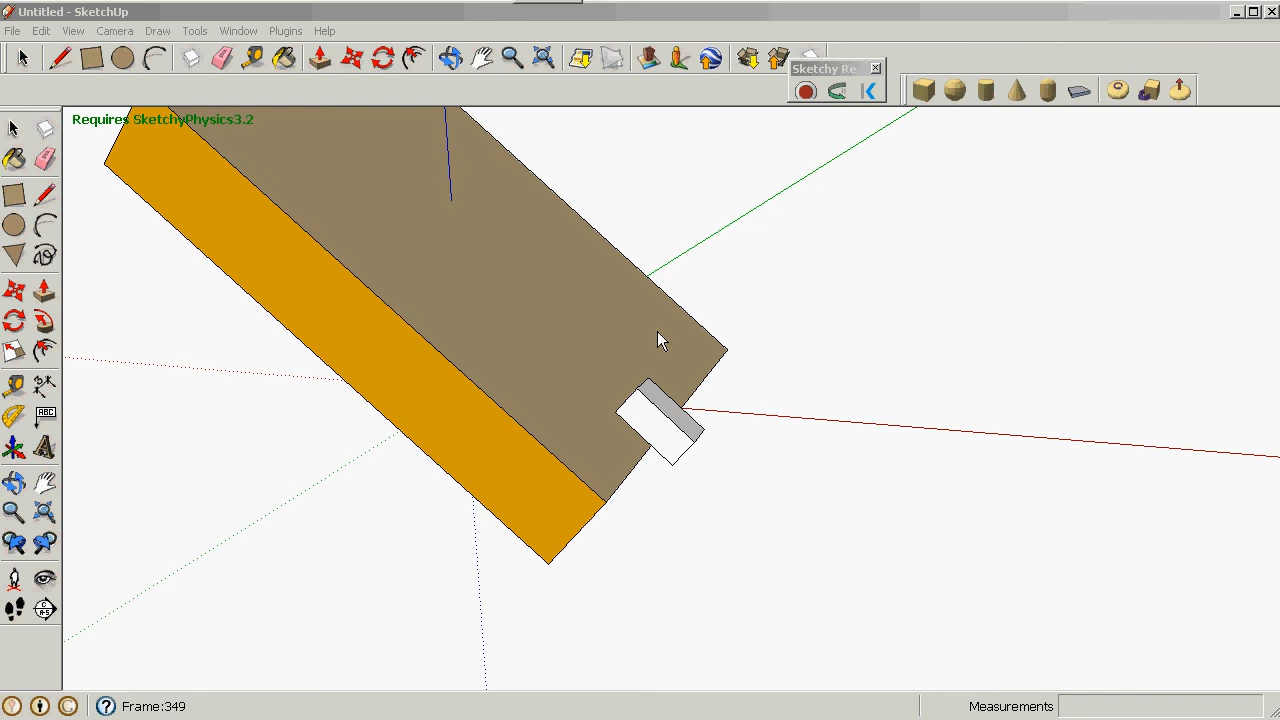 Untitled - SketchUp
File Edit View Camera Draw Tools Window Plugins Help
Sketchy Re
Requires SketchyPhysics3.2
ABC
Frame:349
Measurements